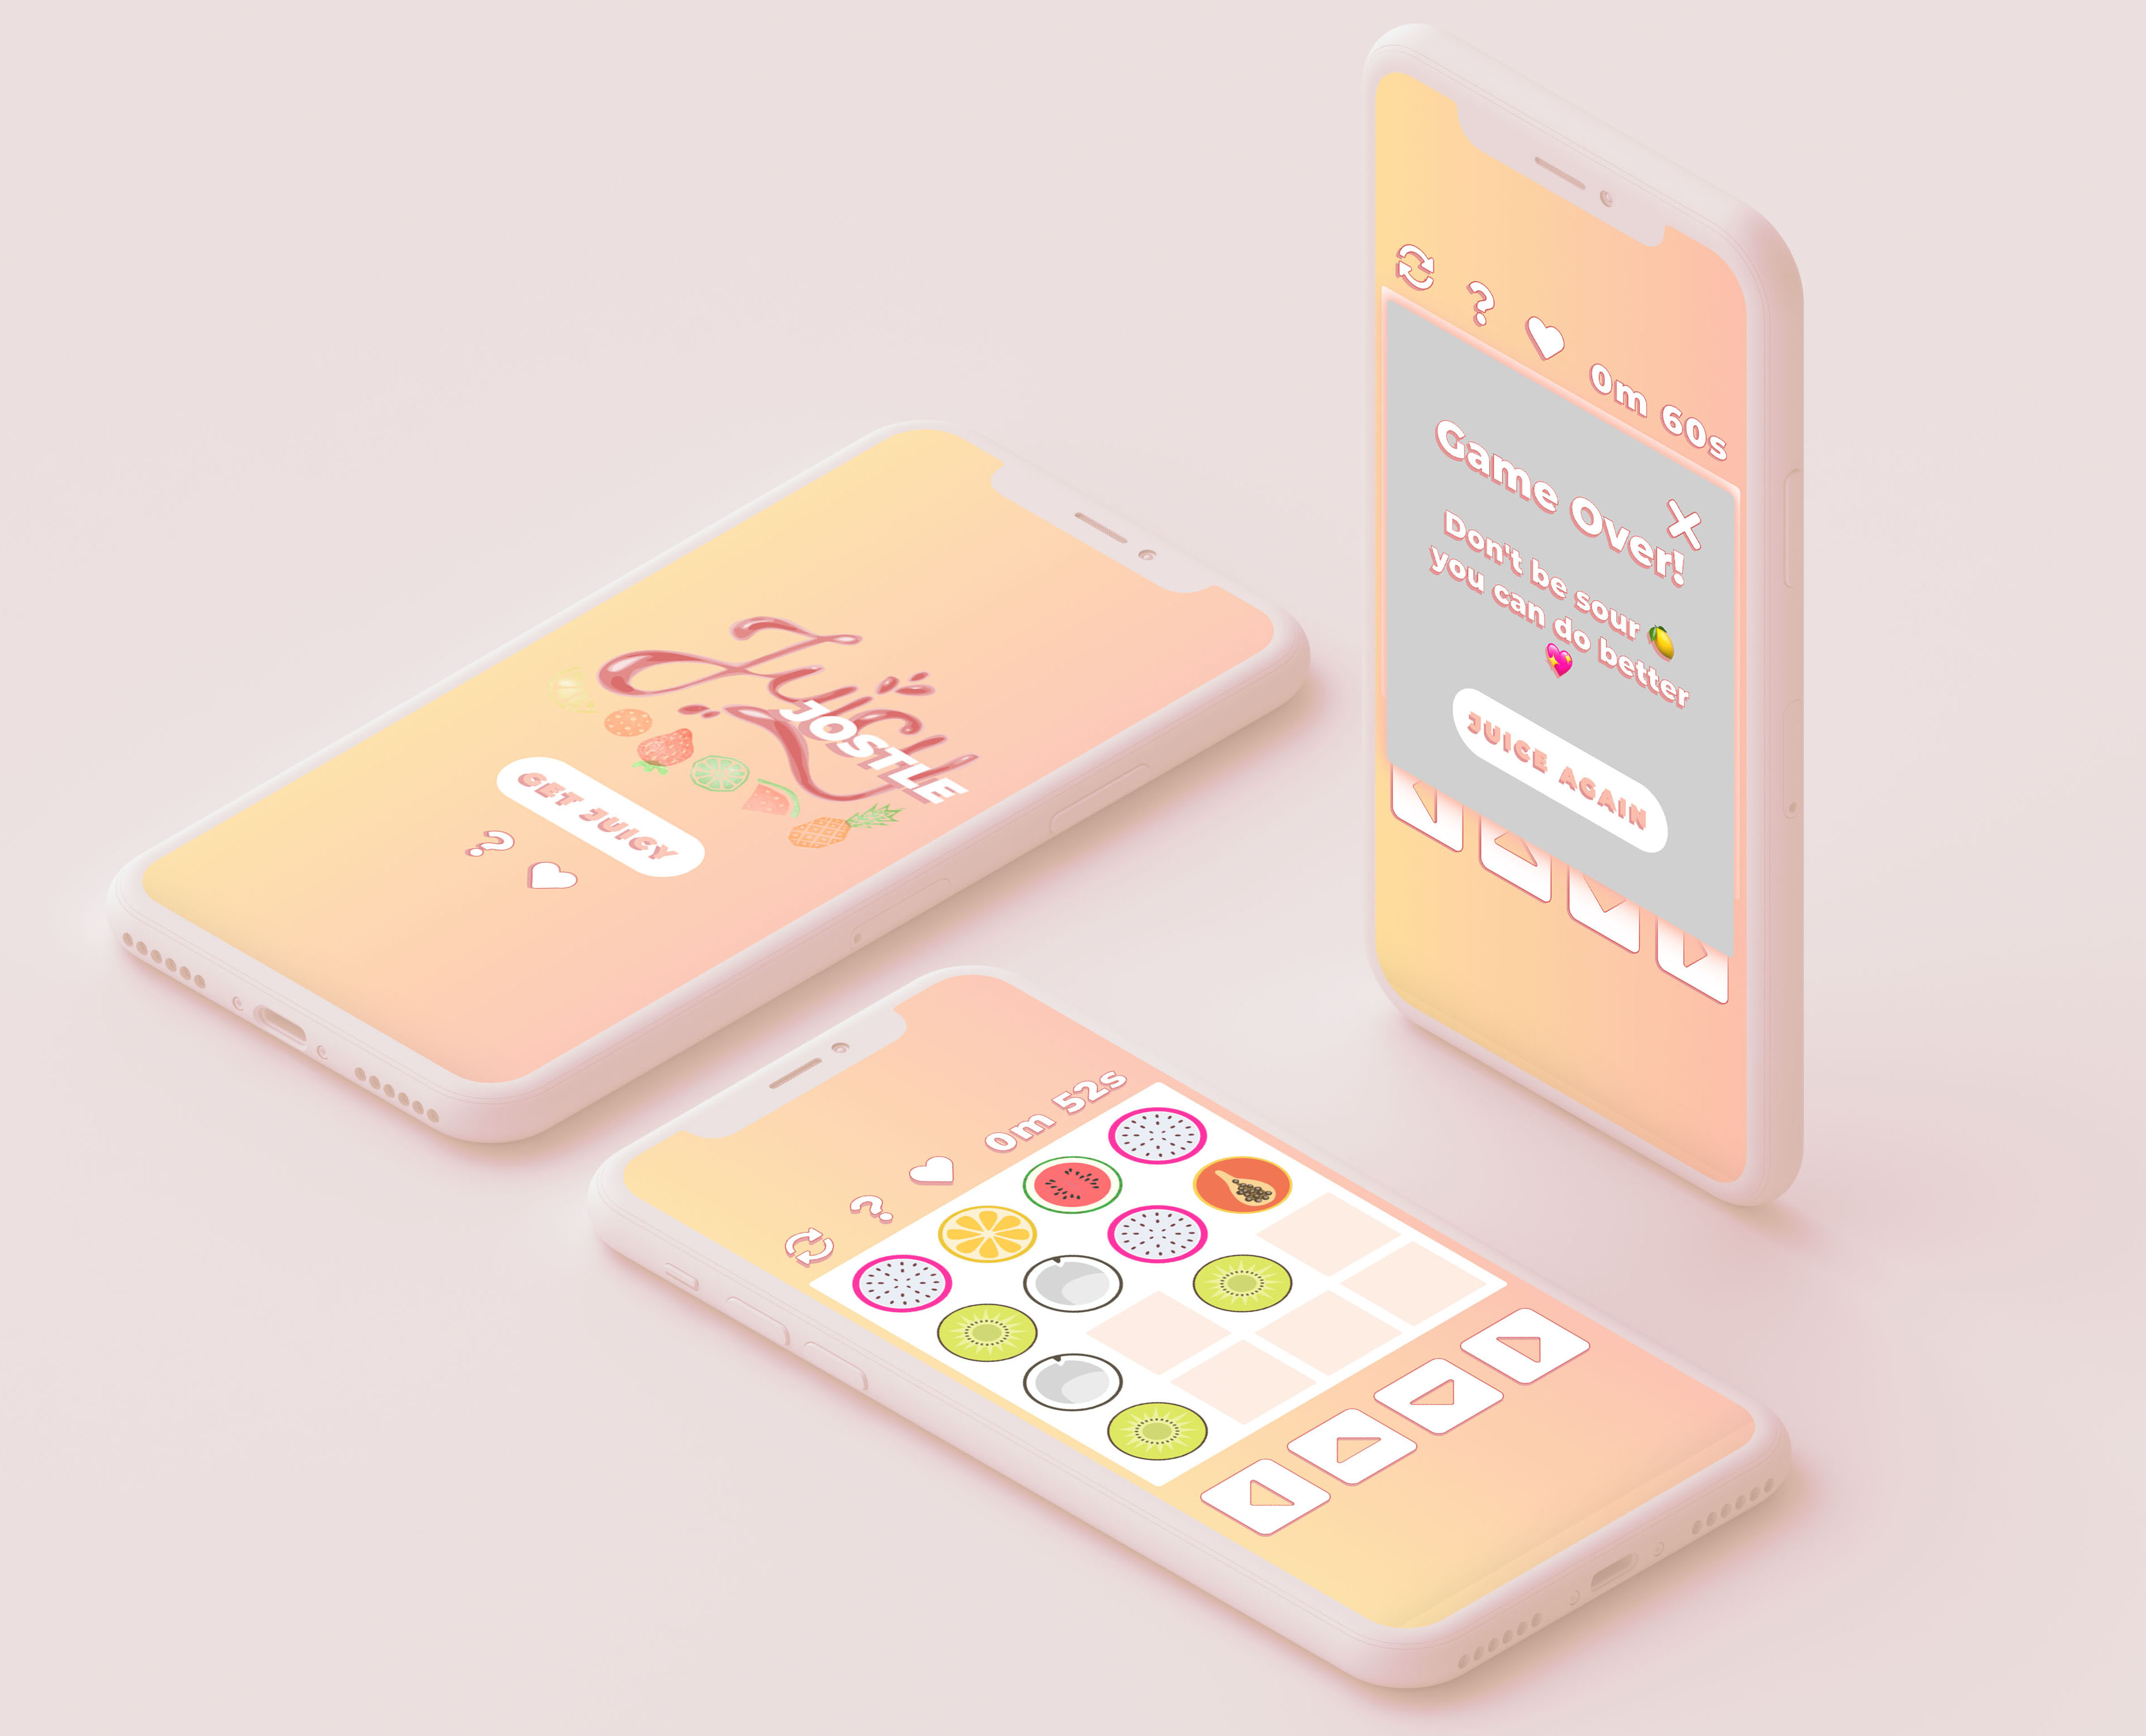 Juicy
JOSTLE
GET JUICY
?
? 0m 60s
Game Over!
Don't be sour 🍋
you can do better
💖
JUICE AGAIN
? 0m 52s